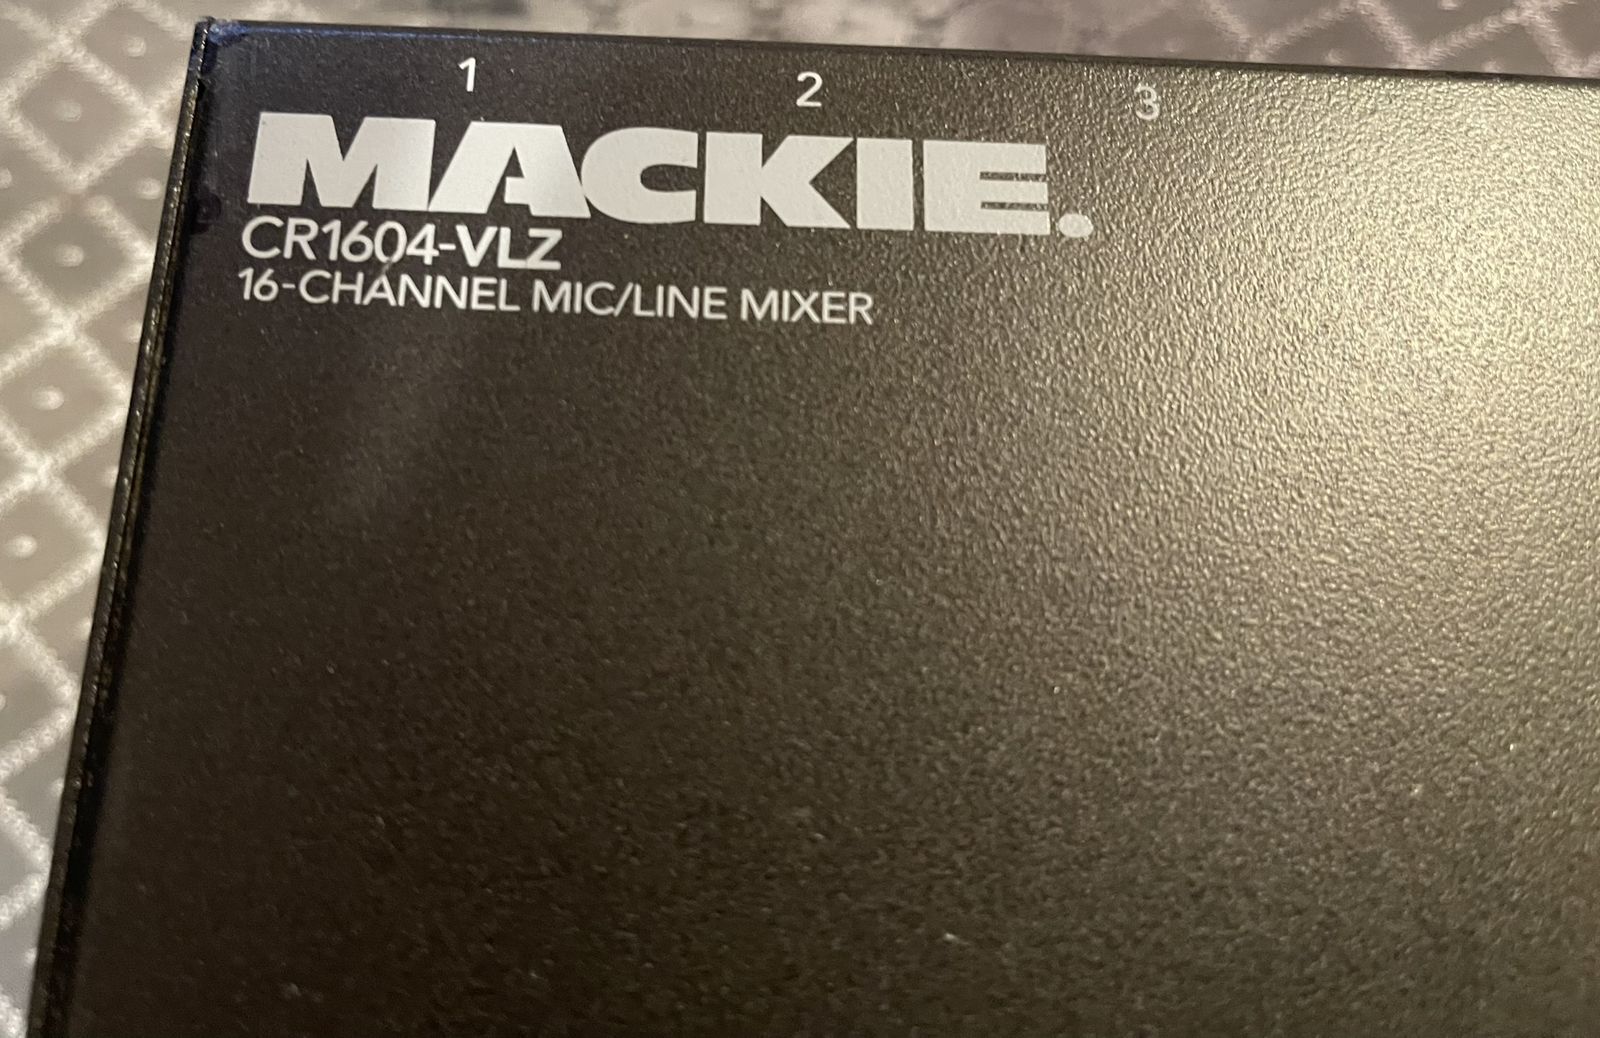 1 2 3
MACKIE.
CR1604-VLZ
16-CHANNEL MIC/LINE MIXER